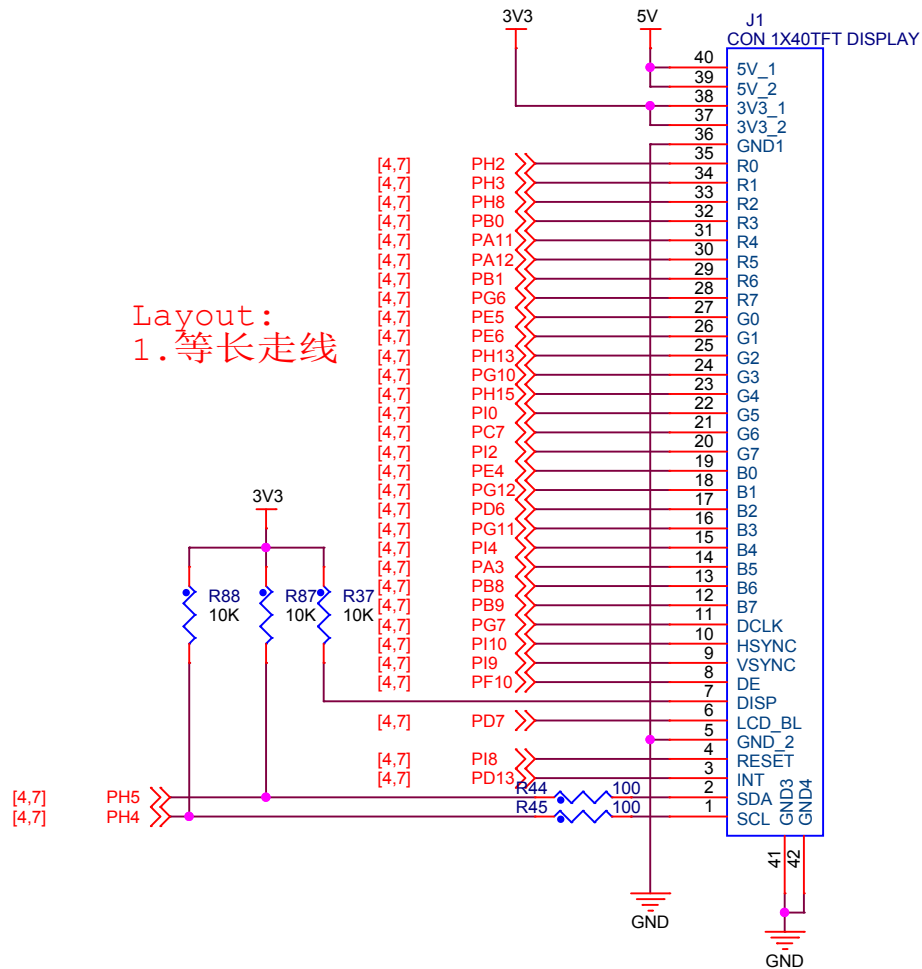 3V3 5V J1
CON 1X40TFT DISPLAY
40 5V_1
39 5V_2
38 3V3_1
37 3V3_2
36 GND1
[4,7] PH2 35 R0
[4,7] PH3 34 R1
[4,7] PH8 33 R2
[4,7] PB0 32 R3
[4,7] PA11 31 R4
[4,7] PA12 30 R5
[4,7] PB1 29 R6
[4,7] PG6 28 R7
[4,7] PE5 27 G0
[4,7] PE6 26 G1
[4,7] PH13 25 G2
[4,7] PG10 24 G3
[4,7] PH15 23 G4
[4,7] PI0 22 G5
[4,7] PC7 21 G6
[4,7] PI2 20 G7
[4,7] PE4 19 B0
[4,7] PG12 18 B1
[4,7] PD6 17 B2
[4,7] PG11 16 B3
[4,7] PI4 15 B4
[4,7] PA3 14 B5
[4,7] PB8 13 B6
[4,7] PB9 12 B7
[4,7] PG7 11 DCLK
[4,7] PI10 10 HSYNC
[4,7] PI9 9 VSYNC
[4,7] PF10 8 DE
7 DISP
[4,7] PD7 6 LCD_BL
5 GND_2
[4,7] PI8 4 RESET
[4,7] PD13 3 INT
[4,7] PH5 R44 100 2 SDA
[4,7] PH4 R45 100 1 SCL
Layout:
1.等长走线
3V3
R88 R87 R37
10K 10K 10K
GND3 GND4
41 42
GND
GND